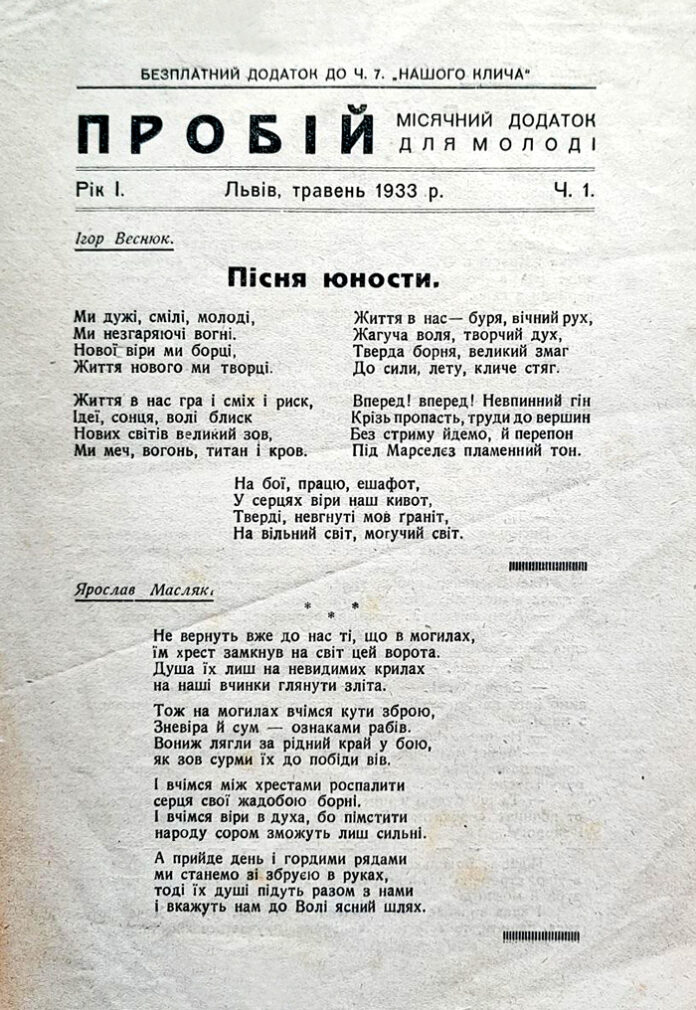 БЕЗПЛАТНИЙ ДОДАТОК ДО Ч. 7. „НАШОГО КЛИЧА"
ПРОБІЙ
МІСЯЧНИЙ ДОДАТОК
ДЛЯ МОЛОДІ
Рік І. Львів, травень 1933 р. Ч. 1.
Ігор Веснюк.
Пісня юности.
Ми дужі, смілі, молоді,
Ми незгаряючі вогні.
Нової віри ми борці,
Життя нового ми творці.
Життя в нас гра і сміх і риск,
Ідеї, сонця, волі блиск
Нових світів великий зов,
Ми меч, вогонь, титан і кров.
Життя в нас— буря, вічний рух,
Жагуча воля, творчий дух,
Тверда борня, великий змаг
До сили, лету, кличе стяг.
Вперед! вперед! Невпинний гін
Крізь пропасть, труди до вершин
Без стриму йдемо, й перепон
Під Марселєз пламенний тон.
На бої, працю, ешафот,
У серцях віри наш кивот,
Тверді, невгнуті мов ґраніт,
На вільний світ, могучий світ.
Ярослав Масляк.
* * *
Не вернуть вже до нас ті, що в могилах,
їм хрест замкнув на світ цей ворота.
Душа їх лиш на невидимих крилах
на наші вчинки глянути зліта.
Тож на могилах вчімся кути зброю,
Зневіра й сум — ознаками рабів.
Вониж лягли за рідний край у бою,
як зов сурми їх до побіди вів.
І вчімся між хрестами роспалити
серця свої жадобою борні.
І вчімся віри в духа, бо пімстити
народу сором зможуть лиш сильні.
А прийде день і гордими рядами
ми станемо зі збруєю в руках,
тоді їх душі підуть разом з нами
і вкажуть нам до Волі ясний шлях.